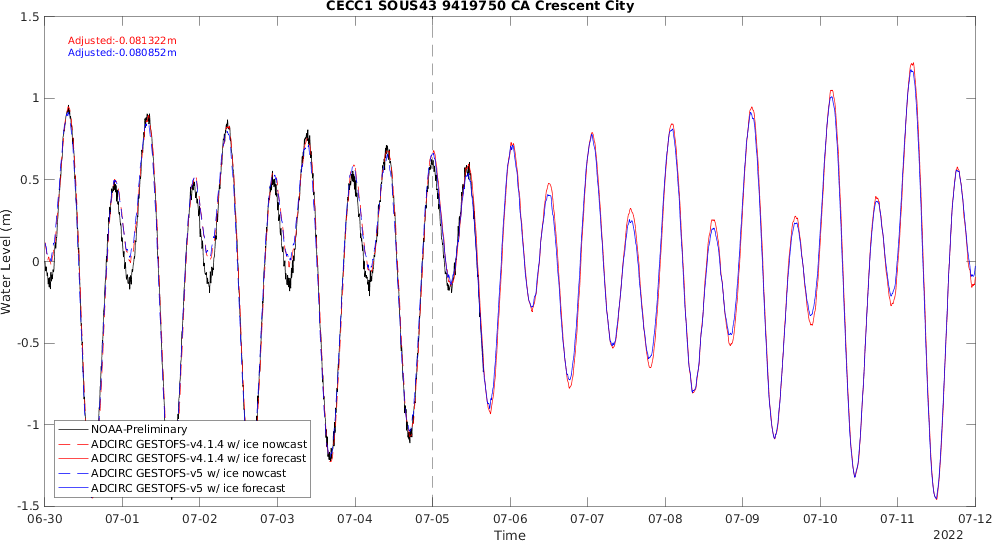 CECC1 SOUS43 9419750 CA Crescent City
Adjusted:-0.081322m
Adjusted:-0.080852m
1.5
1
0.5
0
-0.5
-1
-1.5
Water Level (m)
NOAA-Preliminary
ADCIRC GESTOFS-v4.1.4 w/ ice nowcast
ADCIRC GESTOFS-v4.1.4 w/ ice forecast
ADCIRC GESTOFS-v5 w/ ice nowcast
ADCIRC GESTOFS-v5 w/ ice forecast
06-30 07-01 07-02 07-03 07-04 07-05 07-06 07-07 07-08 07-09 07-10 07-11 07-12
Time
2022